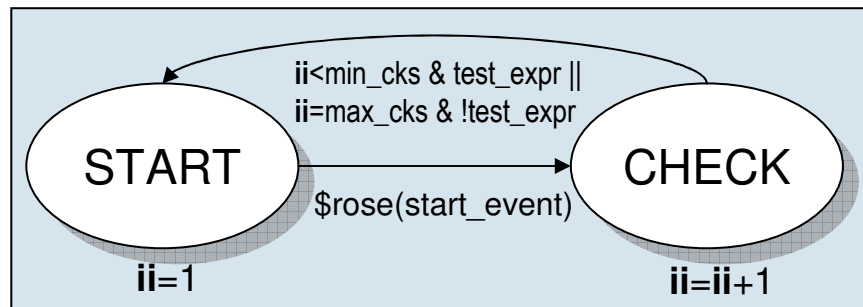 ii<min_cks & test_expr ||
ii=max_cks & !test_expr
START
CHECK
$rose(start_event)
ii=1
ii=ii+1